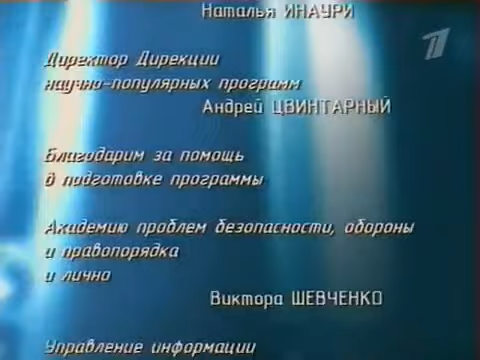 Наталья ИНАУРИ
Директор Дирекции
научно-популярных программ
Андрей ЦВИНТАРНЫЙ
Благодарим за помощь
в подготовке программы
Академию проблем безопасности, обороны
и правопорядка
и лично
Виктора ШЕВЧЕНКО
Управление информации